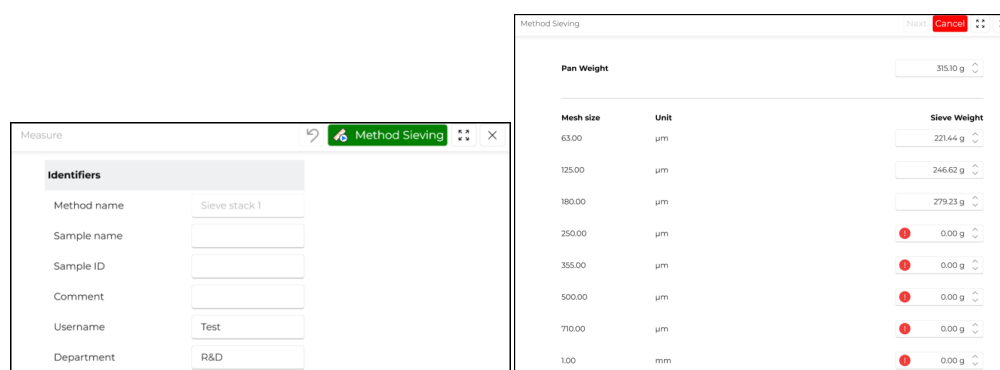 Measure Method Sieving
Identifiers
Method name Sieve stack 1
Sample name
Sample ID
Comment
Username Test
Department R&D
Method Sieving Next Cancel
Pan Weight 315.10 g
Mesh size Unit Sieve Weight
63.00 µm 221.44 g
125.00 µm 246.62 g
180.00 µm 279.23 g
250.00 µm ! 0.00 g
355.00 µm ! 0.00 g
500.00 µm ! 0.00 g
710.00 µm ! 0.00 g
1.00 mm ! 0.00 g